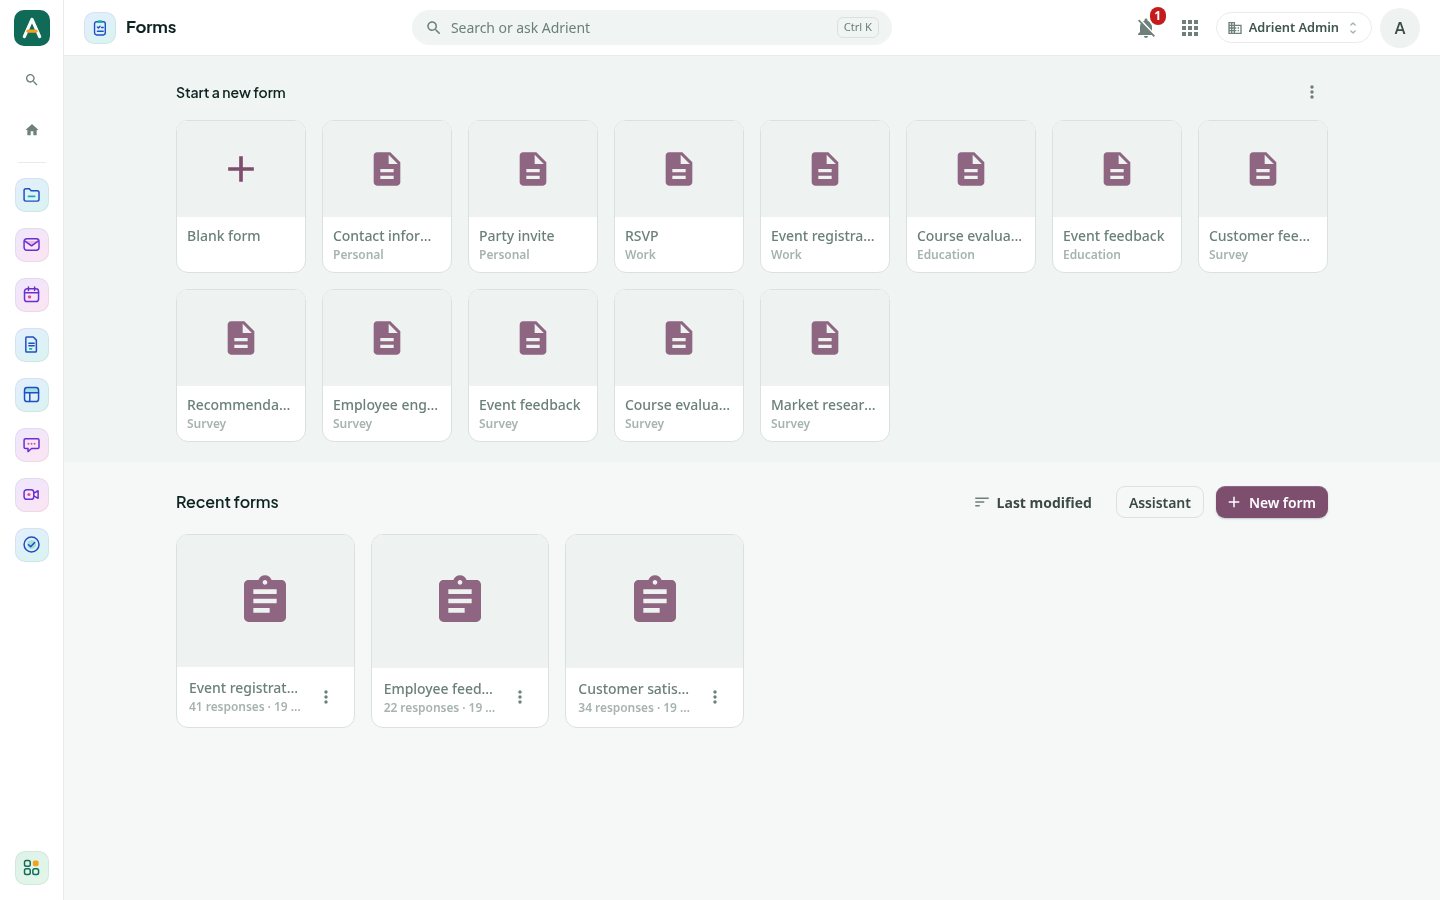 Forms
Search or ask Adrient
Ctrl K
1
Adrient Admin
A
Start a new form
Blank form
Contact infor...
Personal
Party invite
Personal
RSVP
Work
Event registra...
Work
Course evalua...
Education
Event feedback
Education
Customer fee...
Survey
Recommenda...
Survey
Employee eng...
Survey
Event feedback
Survey
Course evalua...
Survey
Market resear...
Survey
Recent forms
Last modified
Assistant
New form
Event registrat...
41 responses · 19 ...
Employee feed...
22 responses · 19 ...
Customer satis...
34 responses · 19 ...